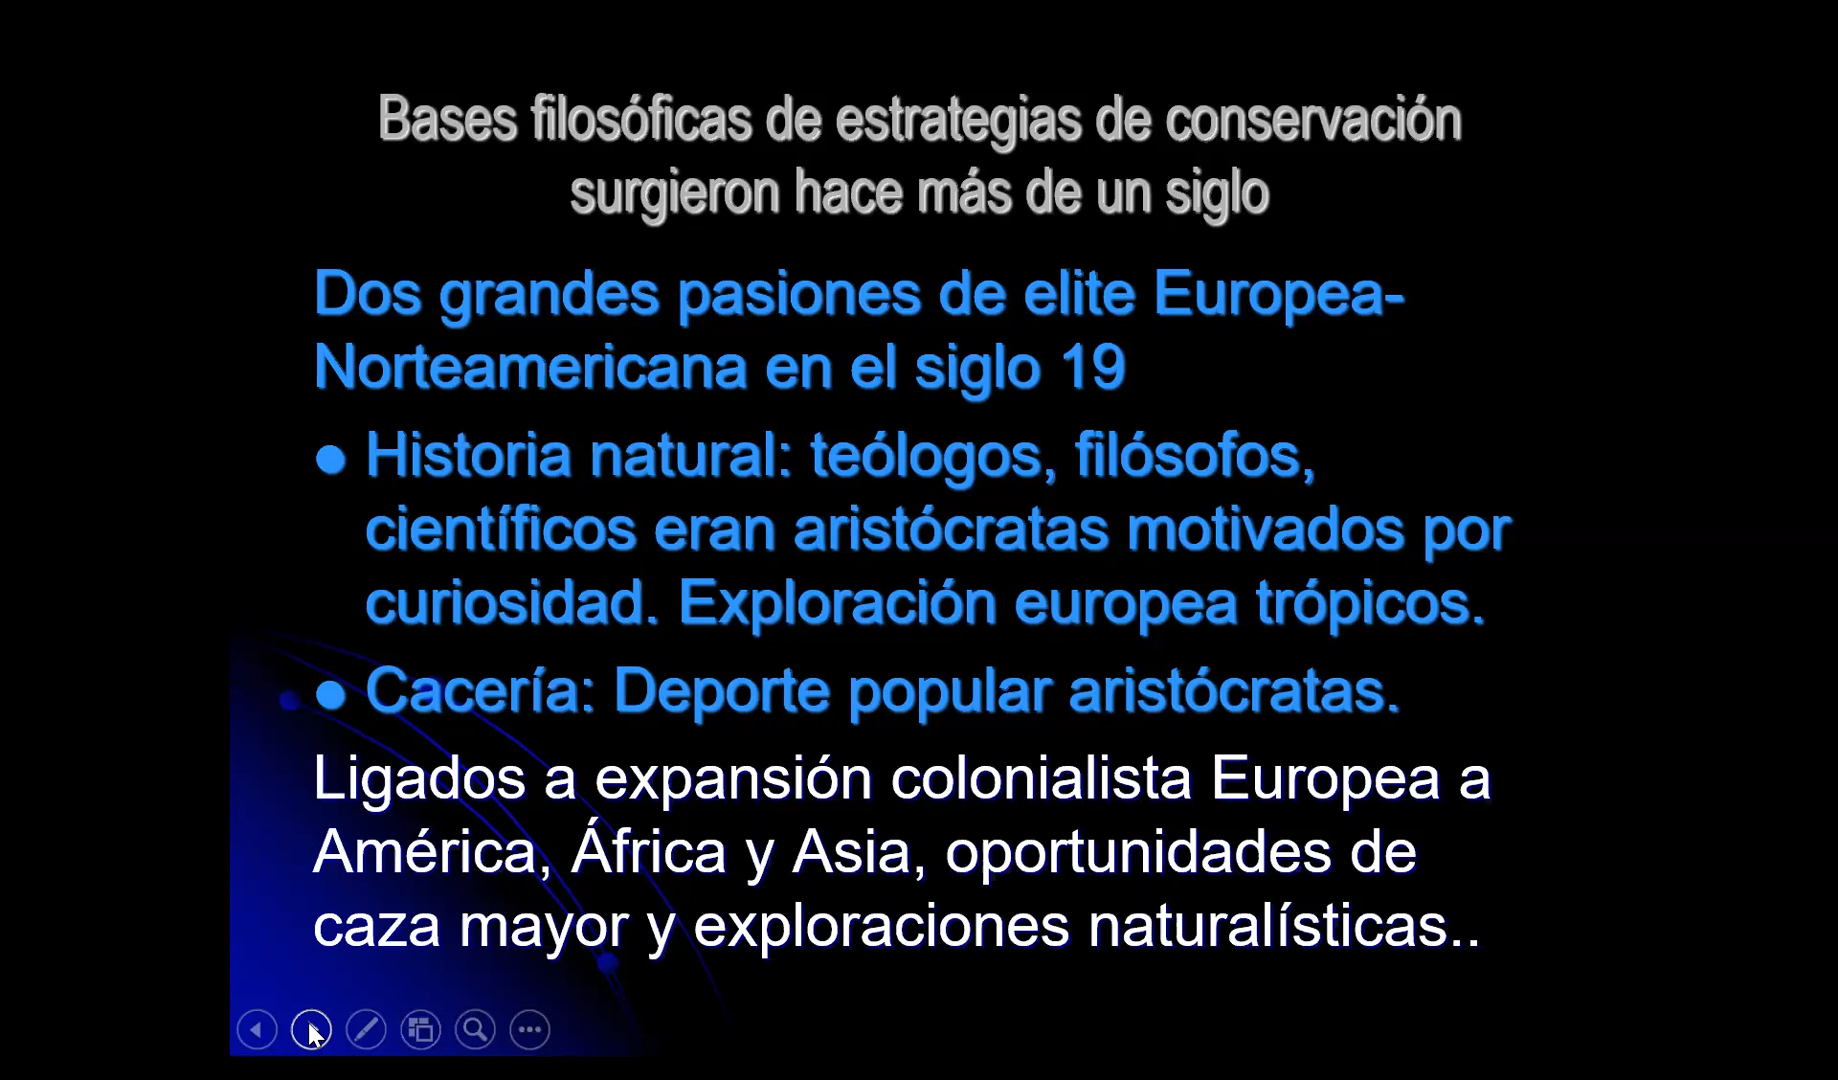 Bases filosóficas de estrategias de conservación
surgieron hace más de un siglo
Dos grandes pasiones de elite Europea-
Norteamericana en el siglo 19
● Historia natural: teólogos, filósofos,
científicos eran aristócratas motivados por
curiosidad. Exploración europea trópicos.
● Cacería: Deporte popular aristócratas.
Ligados a expansión colonialista Europea a
América, África y Asia, oportunidades de
caza mayor y exploraciones naturalísticas..